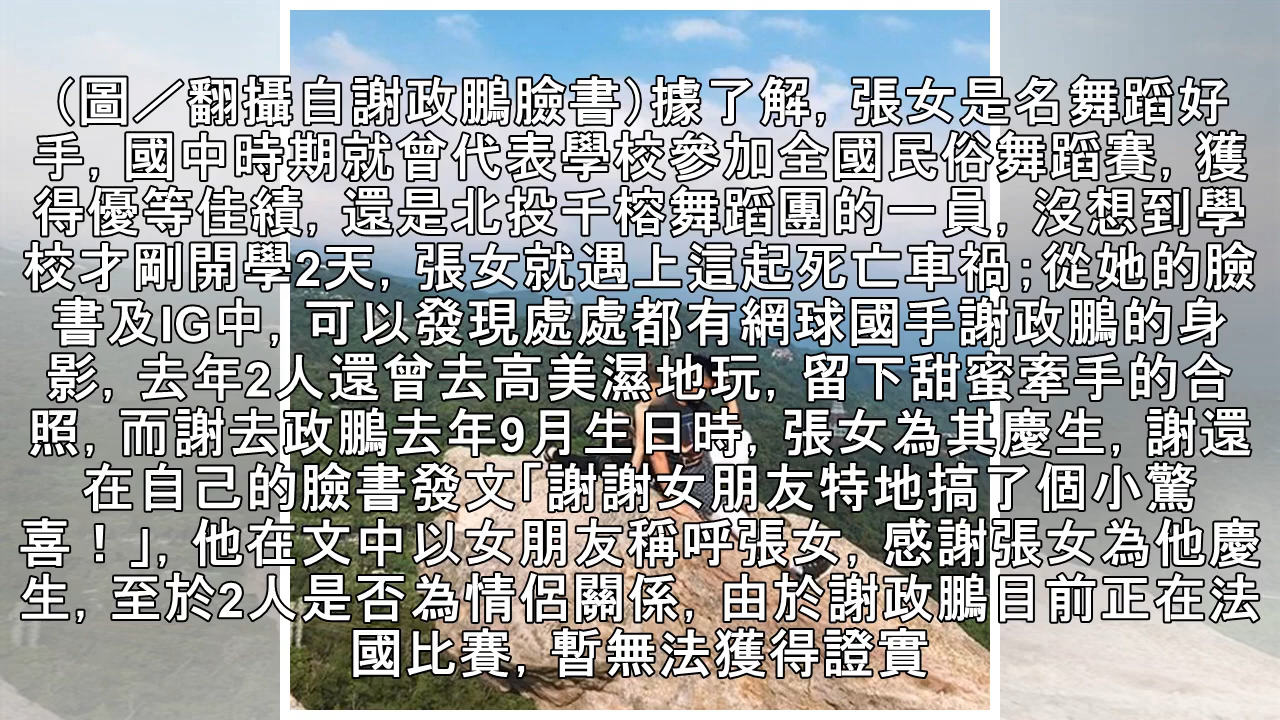 (圖／翻攝自謝政鵬臉書)據了解, 張女是名舞蹈好
手, 國中時期就曾代表學校參加全國民俗舞蹈賽, 獲
得優等佳績, 還是北投千榕舞蹈團的一員, 沒想到學
校才剛開學2天, 張女就遇上這起死亡車禍;從她的臉
書及IG中, 可以發現處處都有網球國手謝政鵬的身
影, 去年2人還曾去高美濕地玩, 留下甜蜜牽手的合
照, 而謝去政鵬去年9月生日時, 張女為其慶生, 謝還
在自己的臉書發文「謝謝女朋友特地搞了個小驚
喜！」, 他在文中以女朋友稱呼張女, 感謝張女為他慶
生, 至於2人是否為情侶關係, 由於謝政鵬目前正在法
國比賽, 暫無法獲得證實